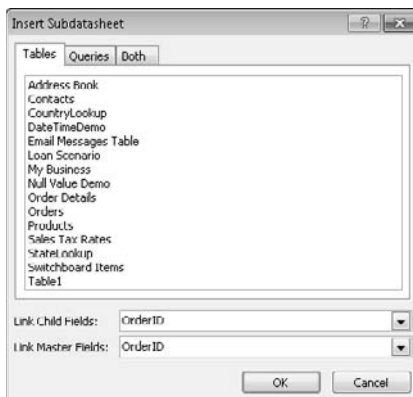 Insert Subdatasheet
Tables Queries Both
Address Book
Contacts
CountryLookup
DateTimeDemo
Email Messages Table
Loan Scenario
My Business
Null Value Demo
Order Details
Orders
Products
Sales Tax Rates
StateLookup
Switchboard Items
Table1
Link Child Fields: OrderID
Link Master Fields: OrderID
OK Cancel